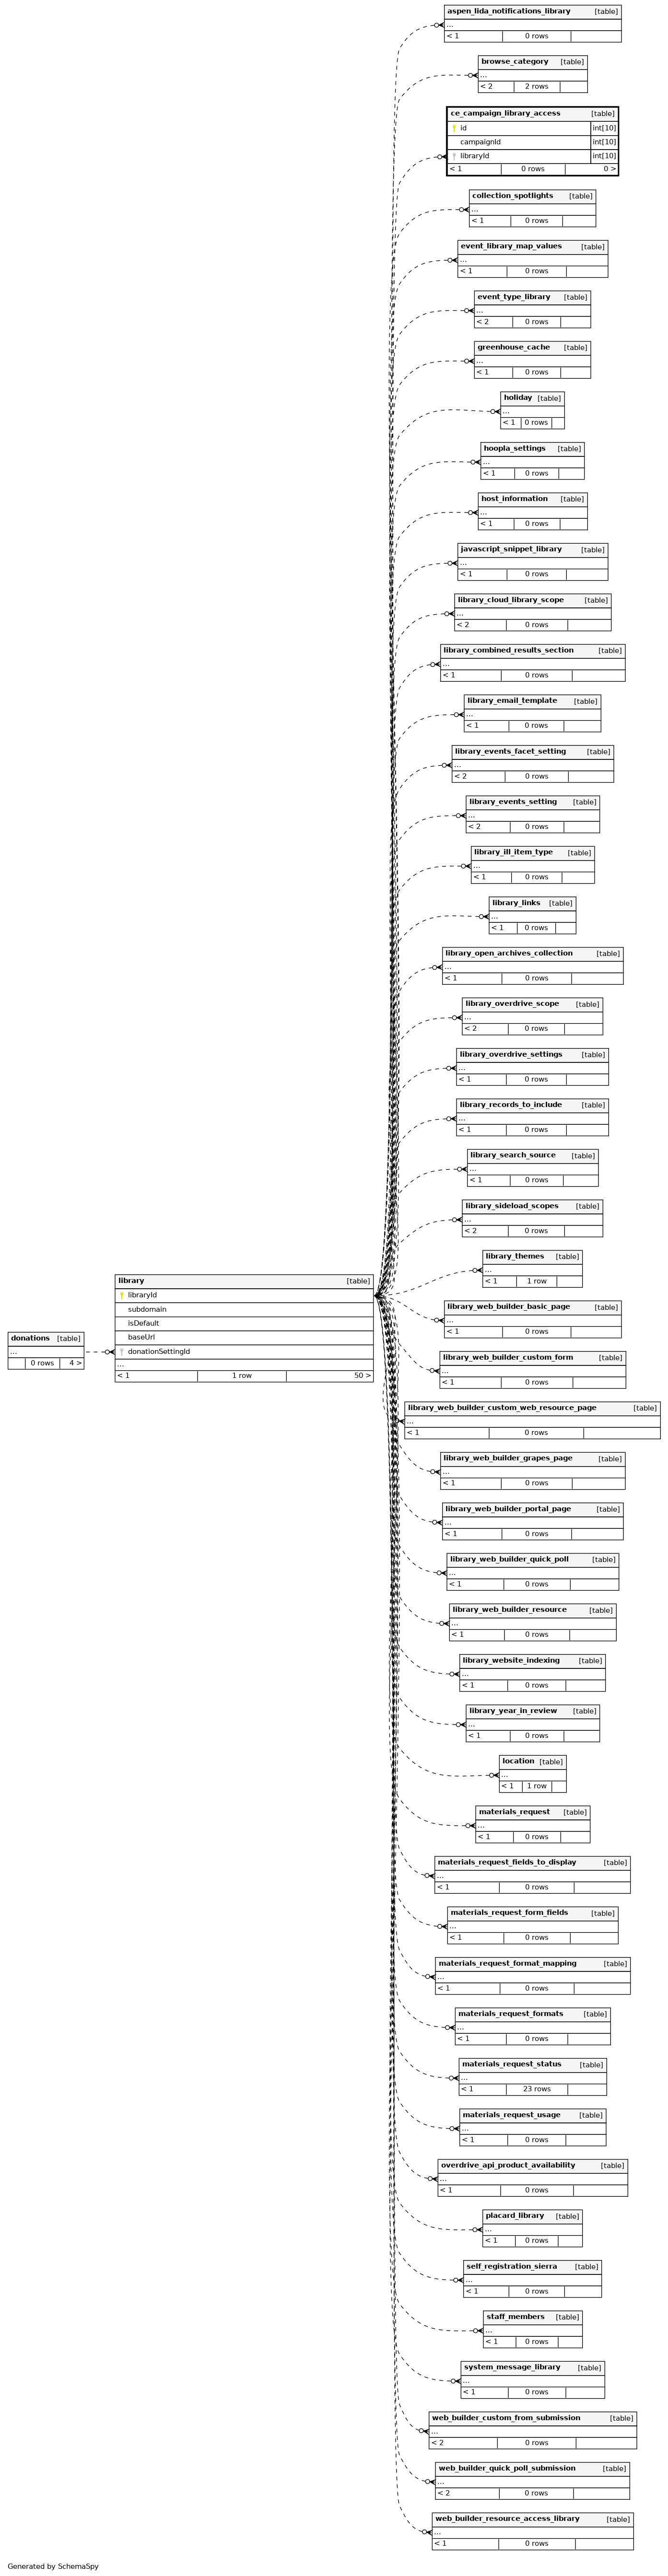 aspen_lida_notifications_library [table]
...
< 1 0 rows
browse_category [table]
...
< 2 2 rows
ce_campaign_library_access [table]
id int[10]
campaignId int[10]
libraryId int[10]
< 1 0 rows 0 >
collection_spotlights [table]
...
< 1 0 rows
event_library_map_values [table]
...
< 1 0 rows
event_type_library [table]
...
< 2 0 rows
greenhouse_cache [table]
...
< 1 0 rows
holiday [table]
...
< 1 0 rows
hoopla_settings [table]
...
< 1 0 rows
host_information [table]
...
< 1 0 rows
javascript_snippet_library [table]
...
< 1 0 rows
library_cloud_library_scope [table]
...
< 2 0 rows
library_combined_results_section [table]
...
< 1 0 rows
library_email_template [table]
...
< 1 0 rows
library_events_facet_setting [table]
...
< 2 0 rows
library_events_setting [table]
...
< 2 0 rows
library_ill_item_type [table]
...
< 1 0 rows
library_links [table]
...
< 1 0 rows
library_open_archives_collection [table]
...
< 1 0 rows
library_overdrive_scope [table]
...
< 2 0 rows
library_overdrive_settings [table]
...
< 1 0 rows
library_records_to_include [table]
...
< 1 0 rows
library_search_source [table]
...
< 1 0 rows
library_sideload_scopes [table]
...
< 2 0 rows
library_themes [table]
...
< 1 1 row
library [table]
libraryId
subdomain
isDefault
baseUrl
donationSettingId
...
< 1 1 row 50 >
donations [table]
...
0 rows 4 >
library_web_builder_basic_page [table]
...
< 1 0 rows
library_web_builder_custom_form [table]
...
< 1 0 rows
library_web_builder_custom_web_resource_page [table]
...
< 1 0 rows
library_web_builder_grapes_page [table]
...
< 1 0 rows
library_web_builder_portal_page [table]
...
< 1 0 rows
library_web_builder_quick_poll [table]
...
< 1 0 rows
library_web_builder_resource [table]
...
< 1 0 rows
library_website_indexing [table]
...
< 1 0 rows
library_year_in_review [table]
...
< 1 0 rows
location [table]
...
< 1 1 row
materials_request [table]
...
< 1 0 rows
materials_request_fields_to_display [table]
...
< 1 0 rows
materials_request_form_fields [table]
...
< 1 0 rows
materials_request_format_mapping [table]
...
< 1 0 rows
materials_request_formats [table]
...
< 1 0 rows
materials_request_status [table]
...
< 1 23 rows
materials_request_usage [table]
...
< 1 0 rows
overdrive_api_product_availability [table]
...
< 1 0 rows
placard_library [table]
...
< 1 0 rows
self_registration_sierra [table]
...
< 1 0 rows
staff_members [table]
...
< 1 0 rows
system_message_library [table]
...
< 1 0 rows
web_builder_custom_from_submission [table]
...
< 2 0 rows
web_builder_quick_poll_submission [table]
...
< 2 0 rows
web_builder_resource_access_library [table]
...
< 1 0 rows
Generated by SchemaSpy